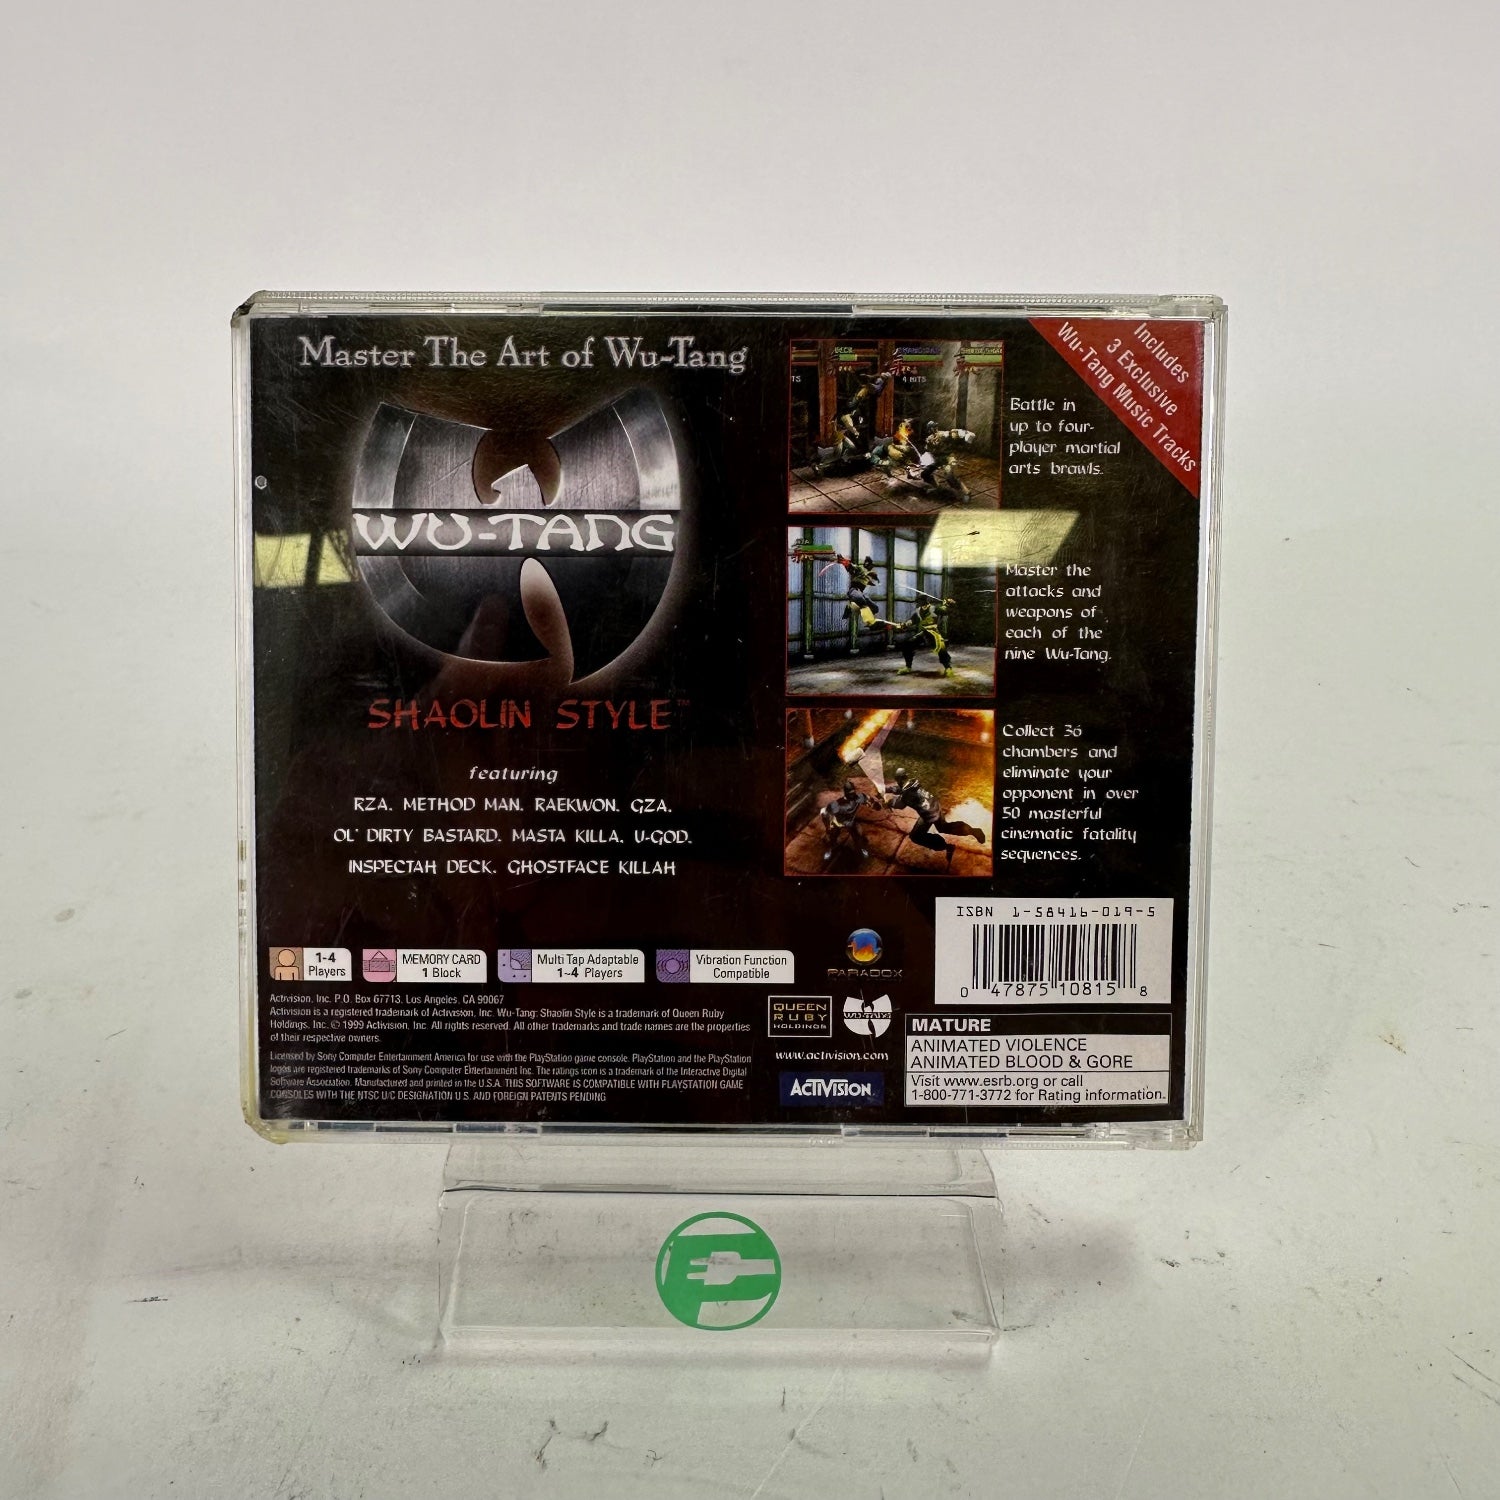 Master The Art of Wu-Tang
WU-TANG
SHAOLIN STYLE™
featuring
RZA. METHOD MAN. RAEKWON. GZA.
OL' DIRTY BASTARD. MASTA KILLA. U-GOD.
INSPECTAH DECK. GHOSTFACE KILLAH
Includes
3 Exclusive
Wu-Tang Music Tracks
DECK
4 HITS
Battle in
up to four-
player martial
arts brawls.
Master the
attacks and
weapons of
each of the
nine Wu-Tang.
Collect 36
chambers and
eliminate your
opponent in over
50 masterful
cinematic fatality
sequences.
1-4
Players
MEMORY CARD
1 Block
Multi Tap Adaptable
1~4 Players
Vibration Function
Compatible
Activision, Inc. P.O. Box 67713, Los Angeles, CA 90067
Activision is a registered trademark of Activision, Inc. Wu-Tang: Shaolin Style is a trademark of Queen Ruby
Holdings, Inc. © 1999 Activision, Inc. All rights reserved. All other trademarks and trade names are the properties
of their respective owners.
Licensed by Sony Computer Entertainment America for use with the PlayStation game console. PlayStation and the PlayStation
logos are registered trademarks of Sony Computer Entertainment Inc. The ratings icon is a trademark of the Interactive Digital
Software Association. Manufactured and printed in the U.S.A. THIS SOFTWARE IS COMPATIBLE WITH PLAYSTATION GAME
CONSOLES WITH THE NTSC U/C DESIGNATION U.S. AND FOREIGN PATENTS PENDING
PARADOX
QUEEN
RUBY
HOLDINGS
WU-TANG
www.activision.com
ACTIVISION
ISBN 1-58416-019-5
0 47875 10815 8
MATURE
ANIMATED VIOLENCE
ANIMATED BLOOD & GORE
Visit www.esrb.org or call
1-800-771-3772 for Rating information.